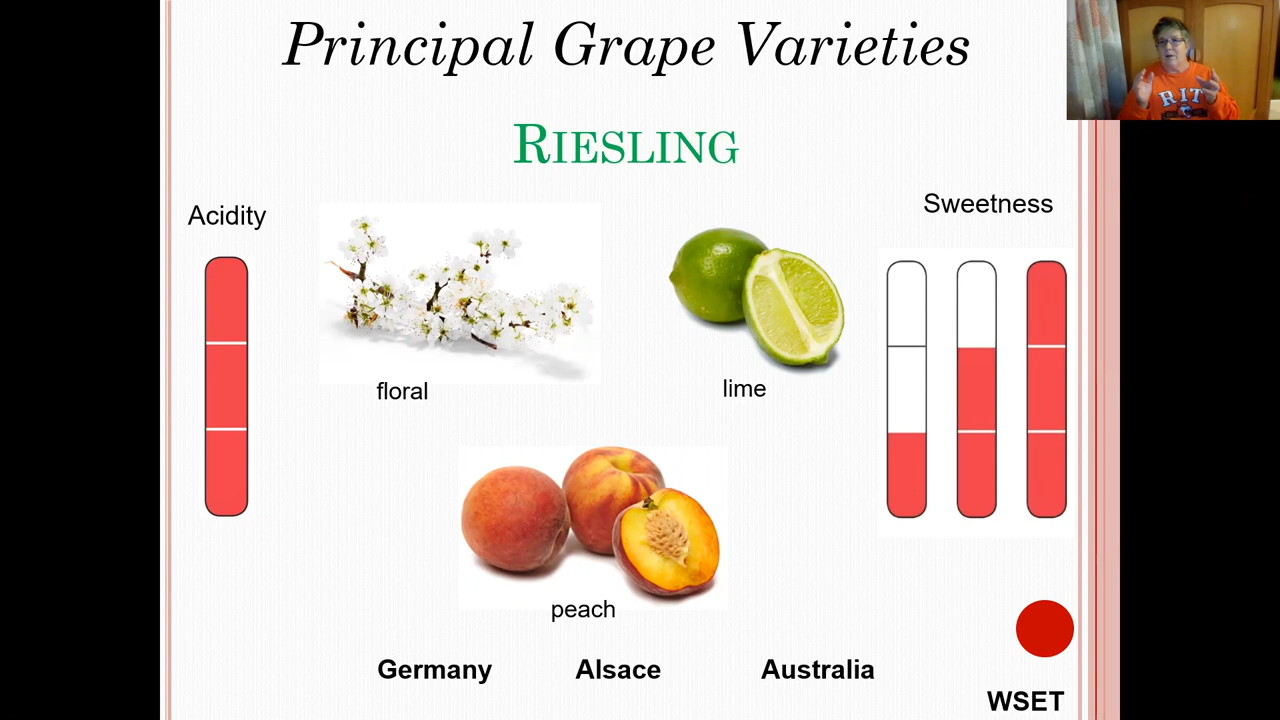 Principal Grape Varieties
RIESLING
Acidity
Sweetness
floral
lime
peach
Germany Alsace Australia
WSET
RIT